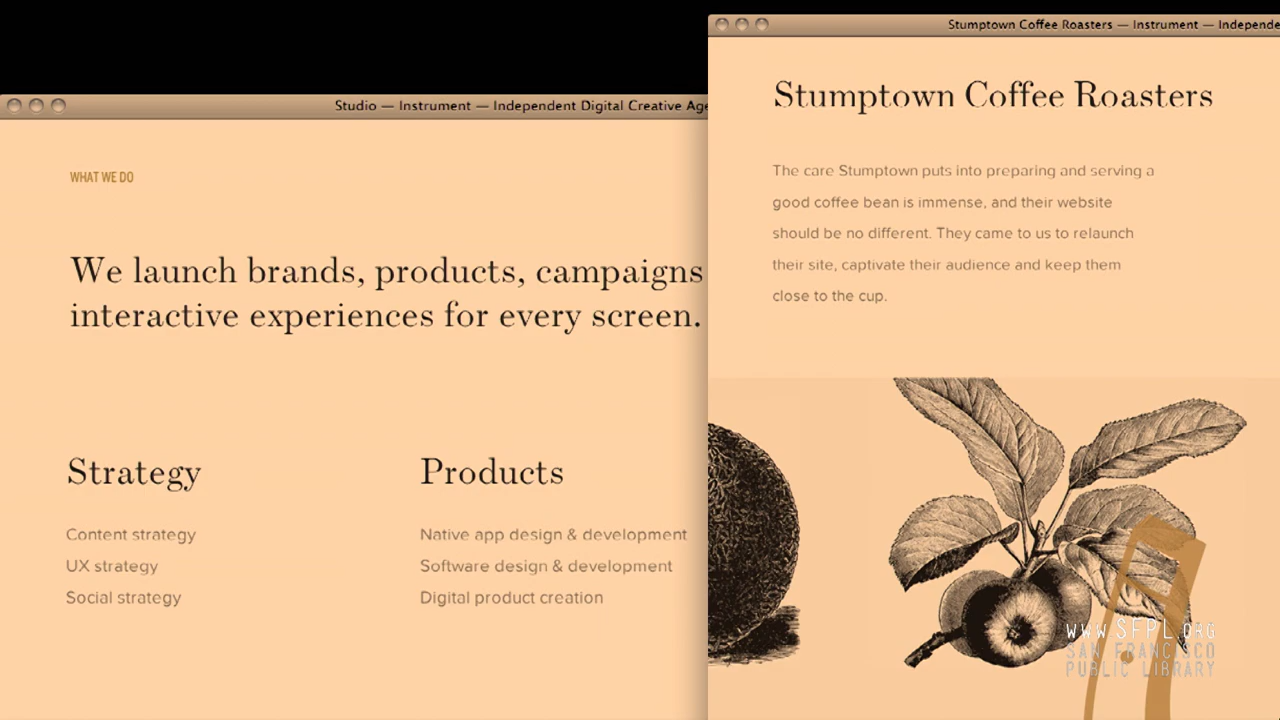 Studio — Instrument — Independent Digital Creative Age
WHAT WE DO
We launch brands, products, campaigns
interactive experiences for every screen.
Strategy
Content strategy
UX strategy
Social strategy
Products
Native app design & development
Software design & development
Digital product creation
Stumptown Coffee Roasters — Instrument — Independe
Stumptown Coffee Roasters
The care Stumptown puts into preparing and serving a
good coffee bean is immense, and their website
should be no different. They came to us to relaunch
their site, captivate their audience and keep them
close to the cup.
WWW.SFPL.ORG
SAN FRANCISCO
PUBLIC LIBRARY